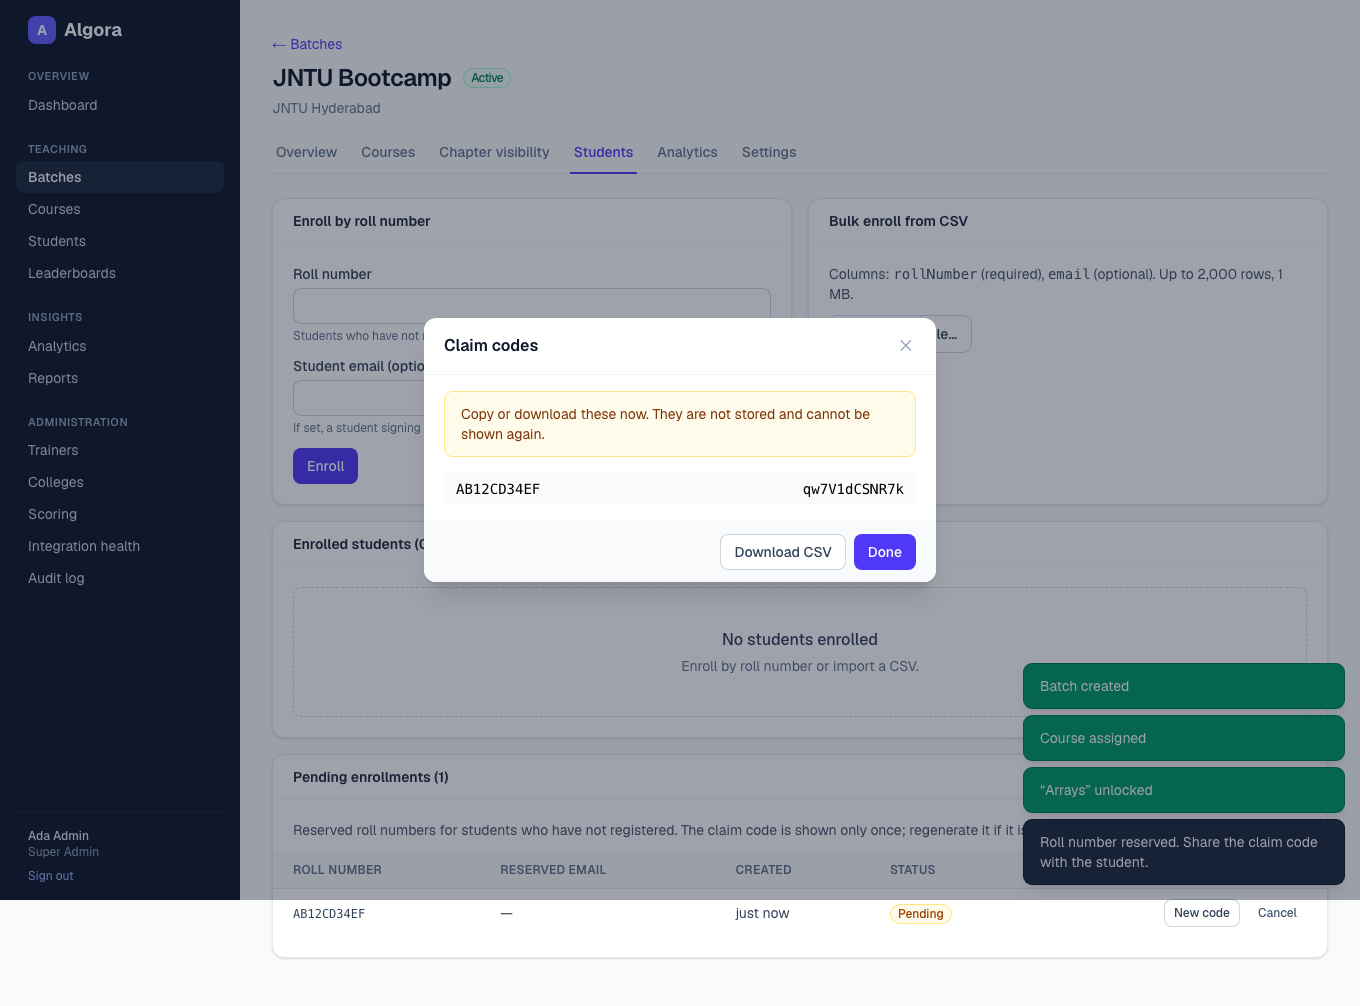 A Algora
OVERVIEW
Dashboard
TEACHING
Batches
Courses
Students
Leaderboards
INSIGHTS
Analytics
Reports
ADMINISTRATION
Trainers
Colleges
Scoring
Integration health
Audit log
Ada Admin
Super Admin
Sign out
← Batches
JNTU Bootcamp Active
JNTU Hyderabad
Overview Courses Chapter visibility Students Analytics Settings
Enroll by roll number
Roll number
Students who have not
Student email (optio
If set, a student signing
Enroll
Bulk enroll from CSV
Columns: rollNumber (required), email (optional). Up to 2,000 rows, 1
MB.
le...
Claim codes
Copy or download these now. They are not stored and cannot be
shown again.
AB12CD34EF qw7V1dCSNR7k
Download CSV Done
Enrolled students (0
No students enrolled
Enroll by roll number or import a CSV.
Pending enrollments (1)
Reserved roll numbers for students who have not registered. The claim code is shown only once; regenerate it if it is
ROLL NUMBER RESERVED EMAIL CREATED STATUS
AB12CD34EF — just now Pending New code Cancel
Batch created
Course assigned
“Arrays” unlocked
Roll number reserved. Share the claim code
with the student.